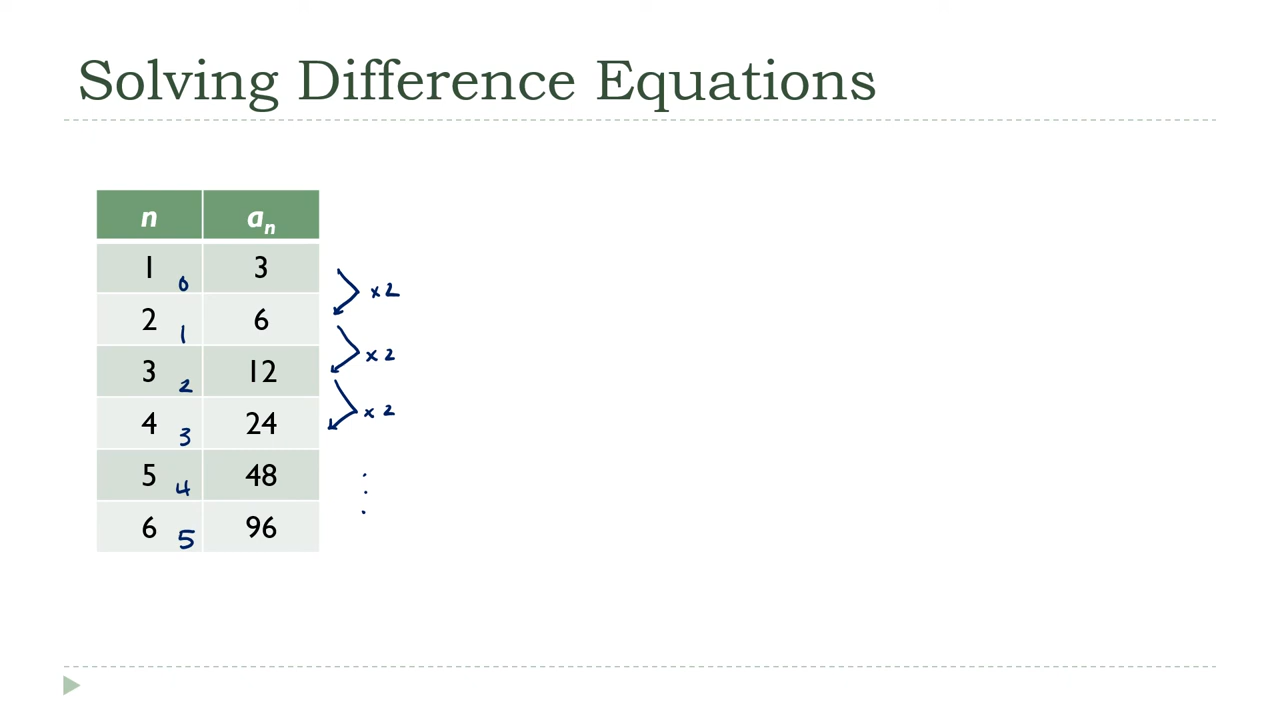 Solving Difference Equations
n a_n
1 0 3
× 2
2 1 6
× 2
3 2 12
× 2
4 3 24
5 4 48
⋮
6 5 96